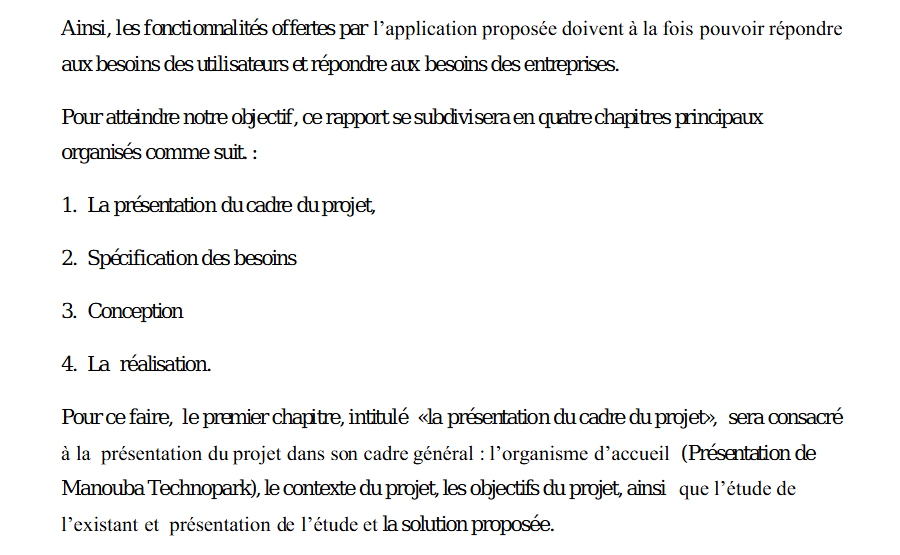 Ainsi, les fonctionnalités offertes par l’application proposée doivent à la fois pouvoir répondre
aux besoins des utilisateurs et répondre aux besoins des entreprises.
Pour atteindre notre objectif, ce rapport se subdivisera en quatre chapitres principaux
organisés comme suit. :
1. La présentation du cadre du projet,
2. Spécification des besoins
3. Conception
4. La réalisation.
Pour ce faire, le premier chapitre, intitulé «la présentation du cadre du projet», sera consacré
à la présentation du projet dans son cadre général : l’organisme d’accueil (Présentation de
Manouba Technopark), le contexte du projet, les objectifs du projet, ainsi que l’étude de
l’existant et présentation de l’étude et la solution proposée.